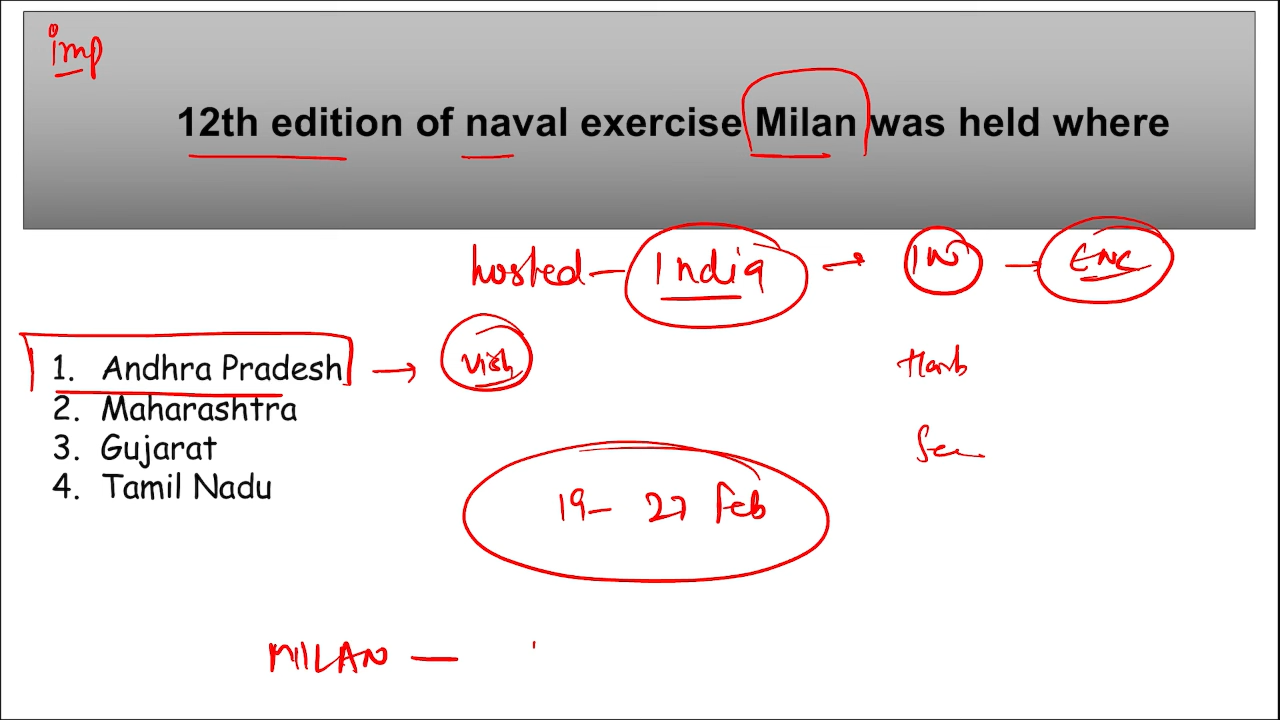 imp
12th edition of naval exercise Milan was held where
hosted - India → IN → ENC
1. Andhra Pradesh → Vish
2. Maharashtra
3. Gujarat
4. Tamil Nadu
Harb
Sea
19- 27 Feb
MILAN -